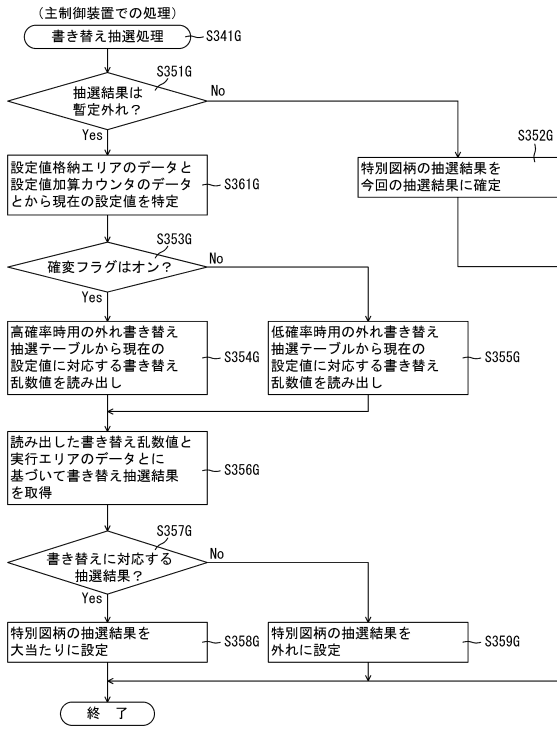 (主制御装置での処理)
書き替え抽選処理
S341G
S351G
抽選結果は
暫定外れ?
No
Yes
S352G
特別図柄の抽選結果を
今回の抽選結果に確定
設定値格納エリアのデータと
設定値加算カウンタのデータ
とから現在の設定値を特定
S361G
S353G
確変フラグはオン?
No
Yes
高確率時用の外れ書き替え
抽選テーブルから現在の
設定値に対応する書き替え
乱数値を読み出し
S354G
低確率時用の外れ書き替え
抽選テーブルから現在の
設定値に対応する書き替え
乱数値を読み出し
S355G
読み出した書き替え乱数値と
実行エリアのデータとに
基づいて書き替え抽選結果
を取得
S356G
S357G
書き替えに対応する
抽選結果?
No
Yes
特別図柄の抽選結果を
大当たりに設定
S358G
特別図柄の抽選結果を
外れに設定
S359G
終 了